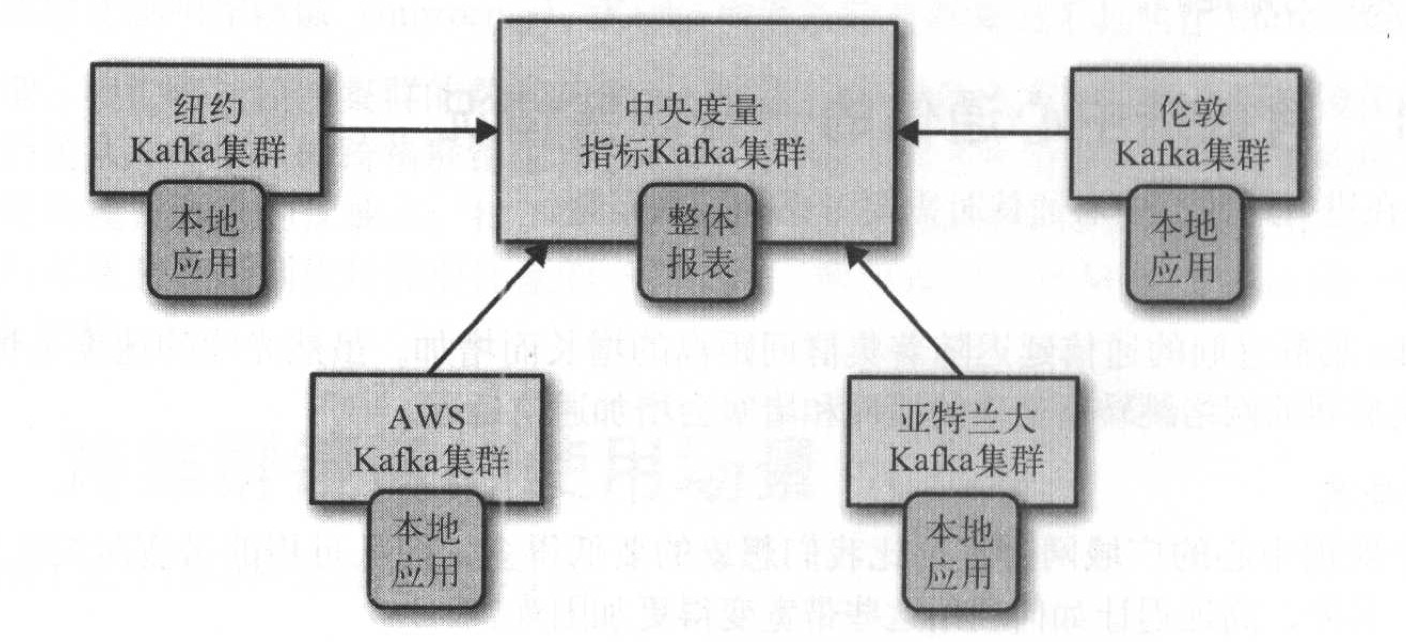 纽约
Kafka集群
本地
应用
中央度量
指标Kafka集群
整体
报表
伦敦
Kafka集群
本地
应用
AWS
Kafka集群
本地
应用
亚特兰大
Kafka集群
本地
应用